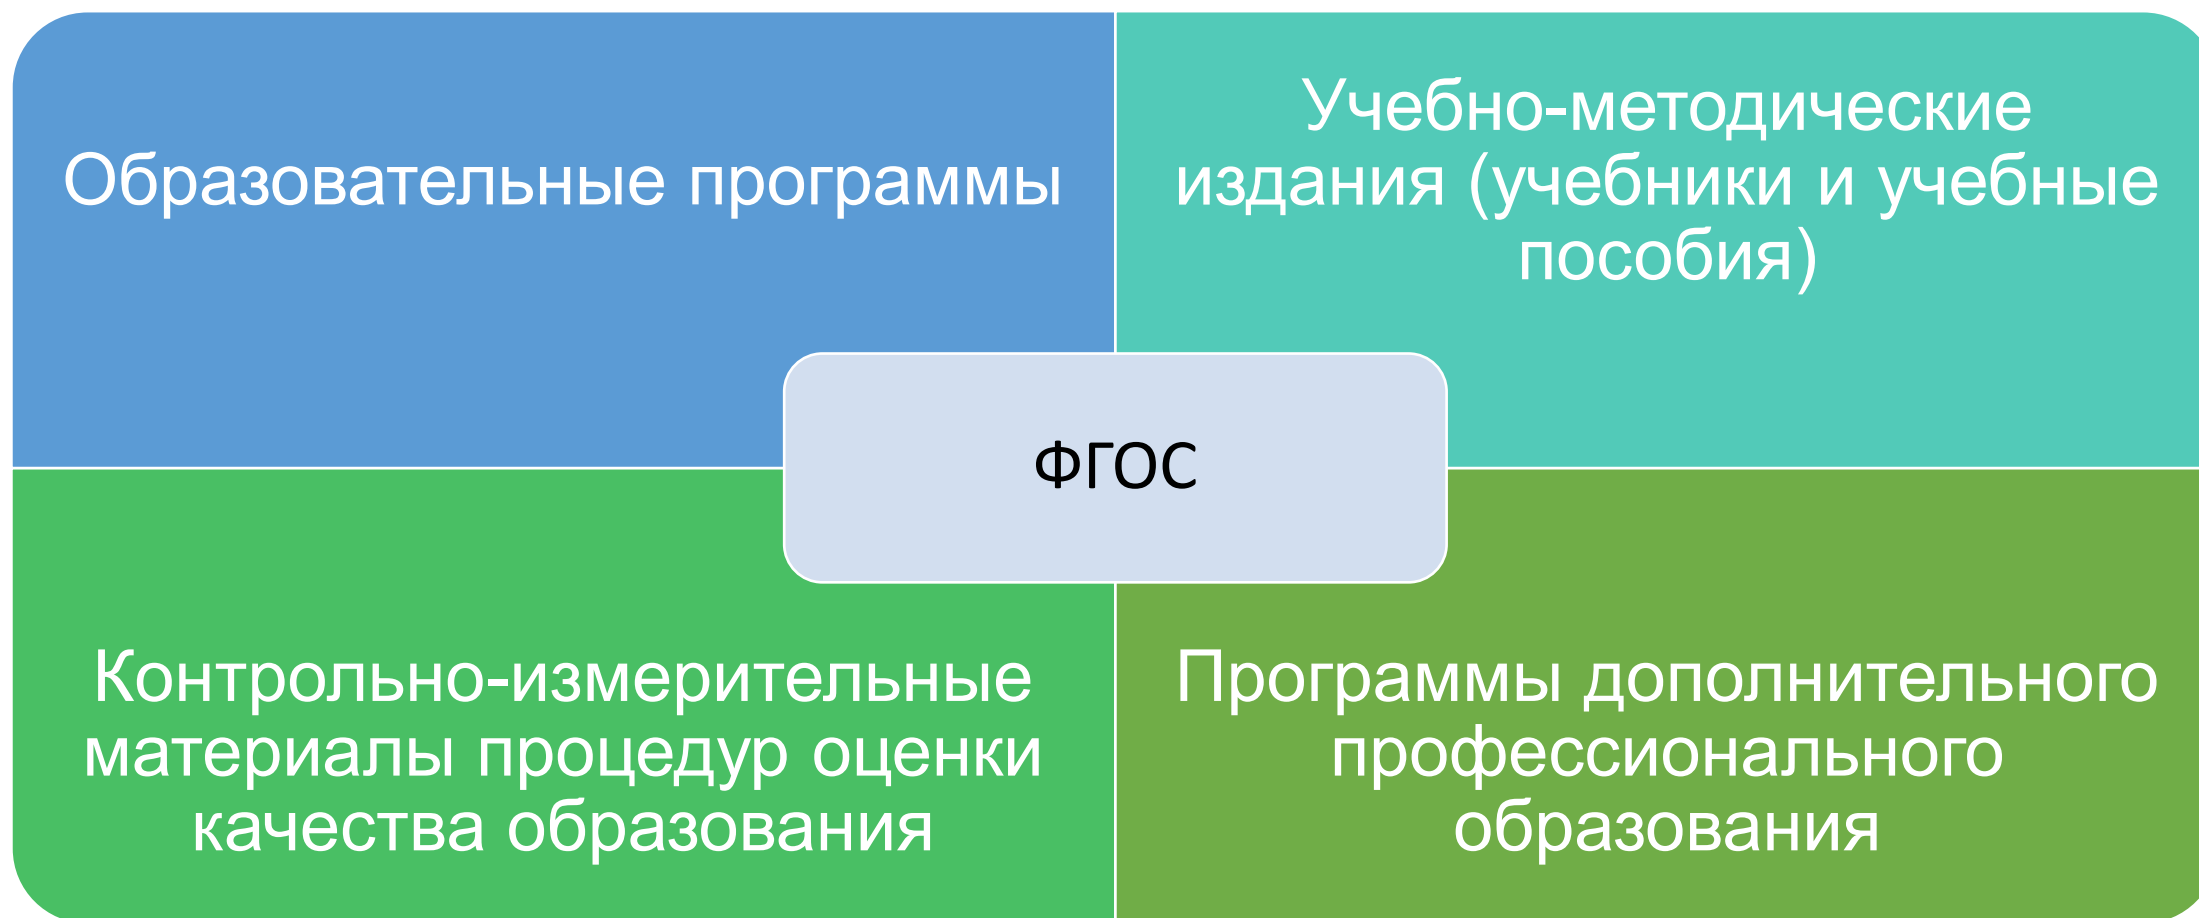 Образовательные программы
Учебно-методические
издания (учебники и учебные
пособия)
ФГОС
Контрольно-измерительные
материалы процедур оценки
качества образования
Программы дополнительного
профессионального
образования